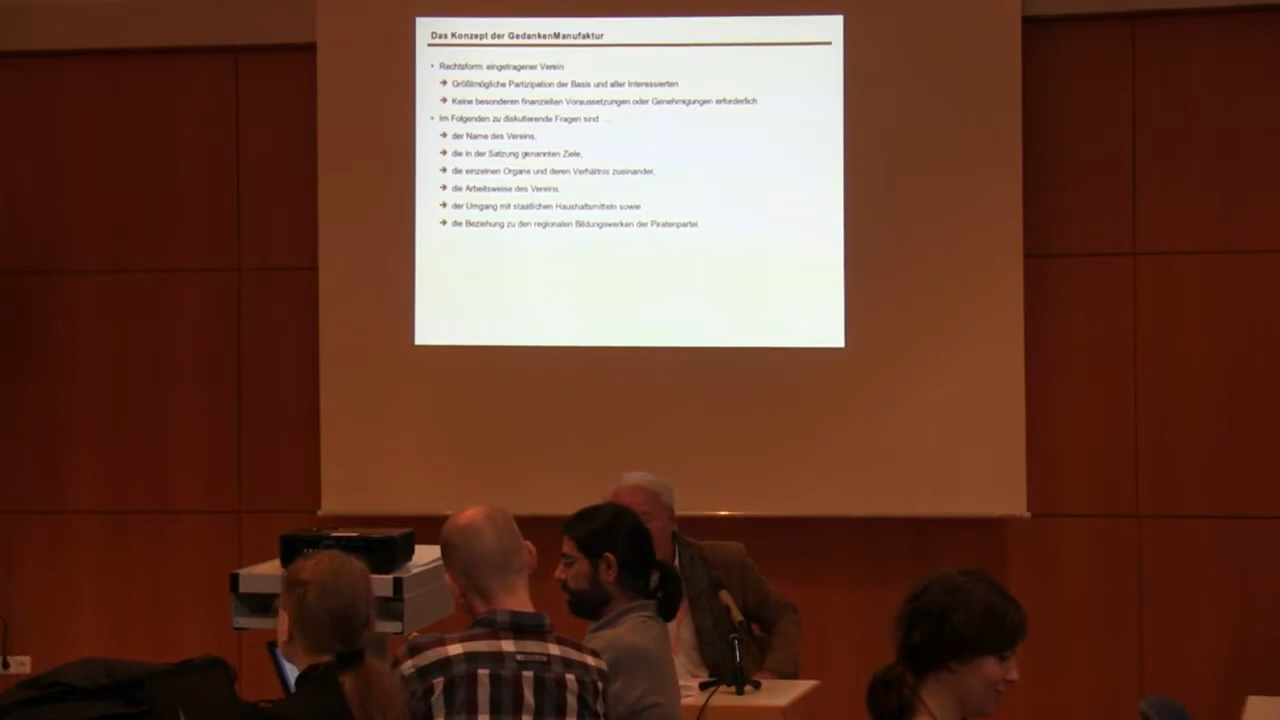 Das Konzept der GedankenManufaktur
• Rechtsform: eingetragener Verein
➔ Größtmögliche Partizipation der Basis und aller Interessierten
➔ Keine besonderen finanziellen Voraussetzungen oder Genehmigungen erforderlich
• Im Folgenden zu diskutierende Fragen sind ...
➔ der Name des Vereins,
➔ die in der Satzung genannten Ziele,
➔ die einzelnen Organe und deren Verhältnis zueinander,
➔ die Arbeitsweise des Vereins,
➔ der Umgang mit staatlichen Haushaltsmitteln sowie
➔ die Beziehung zu den regionalen Bildungswerken der Piratenpartei.